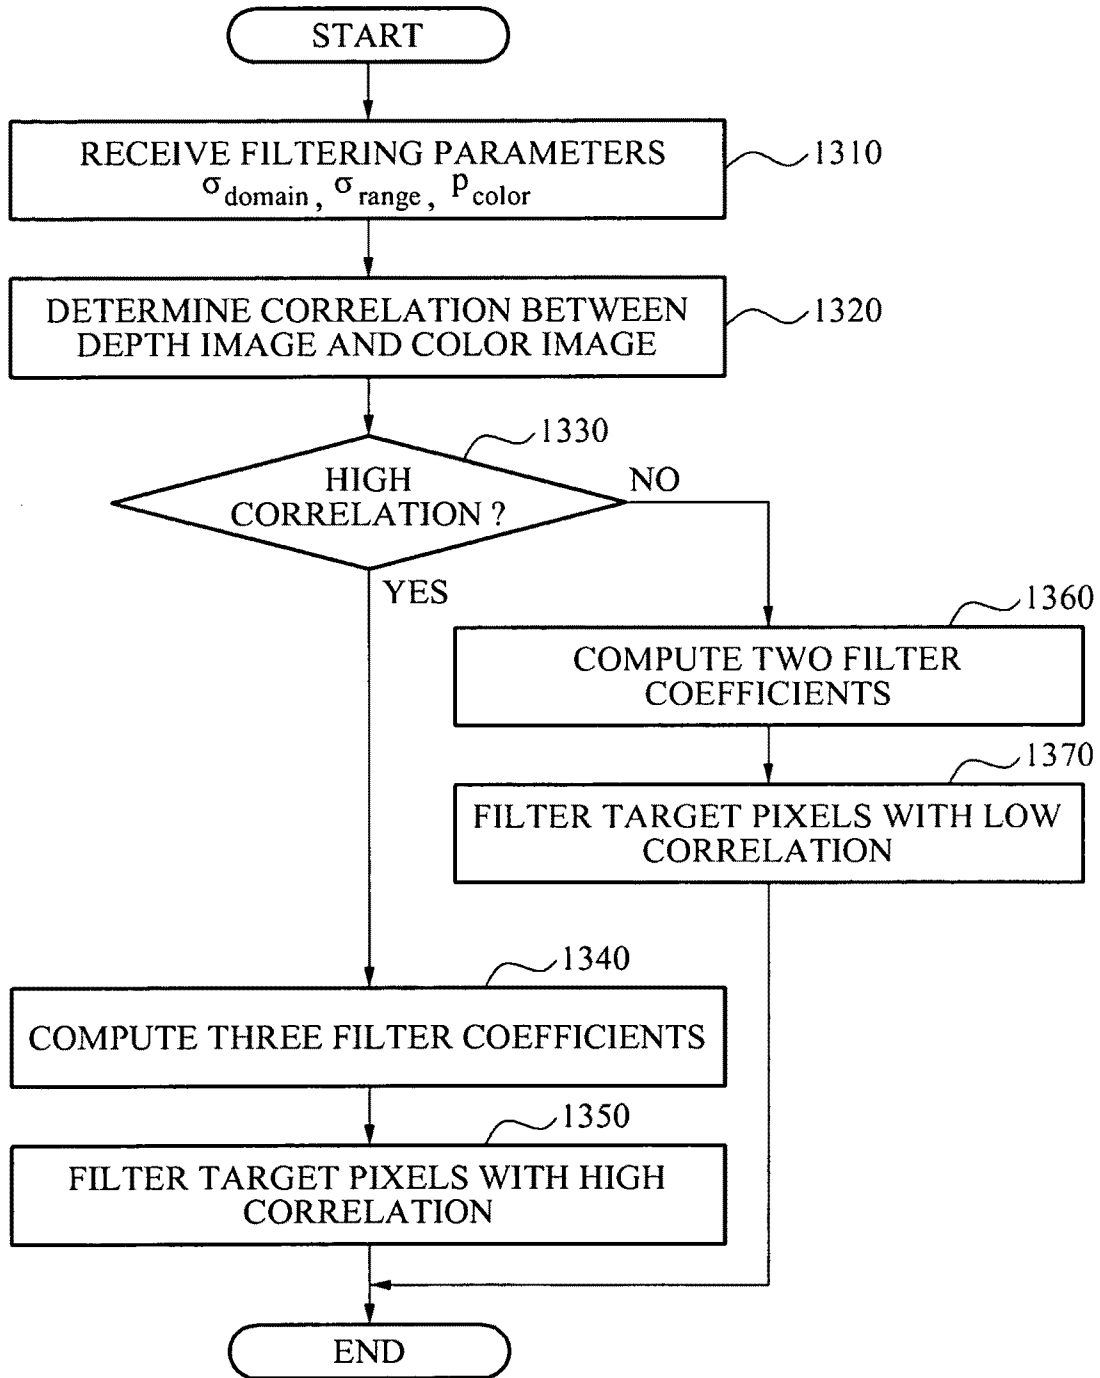 START
RECEIVE FILTERING PARAMETERS
σdomain, σrange, pcolor
1310
DETERMINE CORRELATION BETWEEN
DEPTH IMAGE AND COLOR IMAGE
1320
1330
HIGH
CORRELATION ?
NO
YES
1360
COMPUTE TWO FILTER
COEFFICIENTS
1370
FILTER TARGET PIXELS WITH LOW
CORRELATION
1340
COMPUTE THREE FILTER COEFFICIENTS
1350
FILTER TARGET PIXELS WITH HIGH
CORRELATION
END